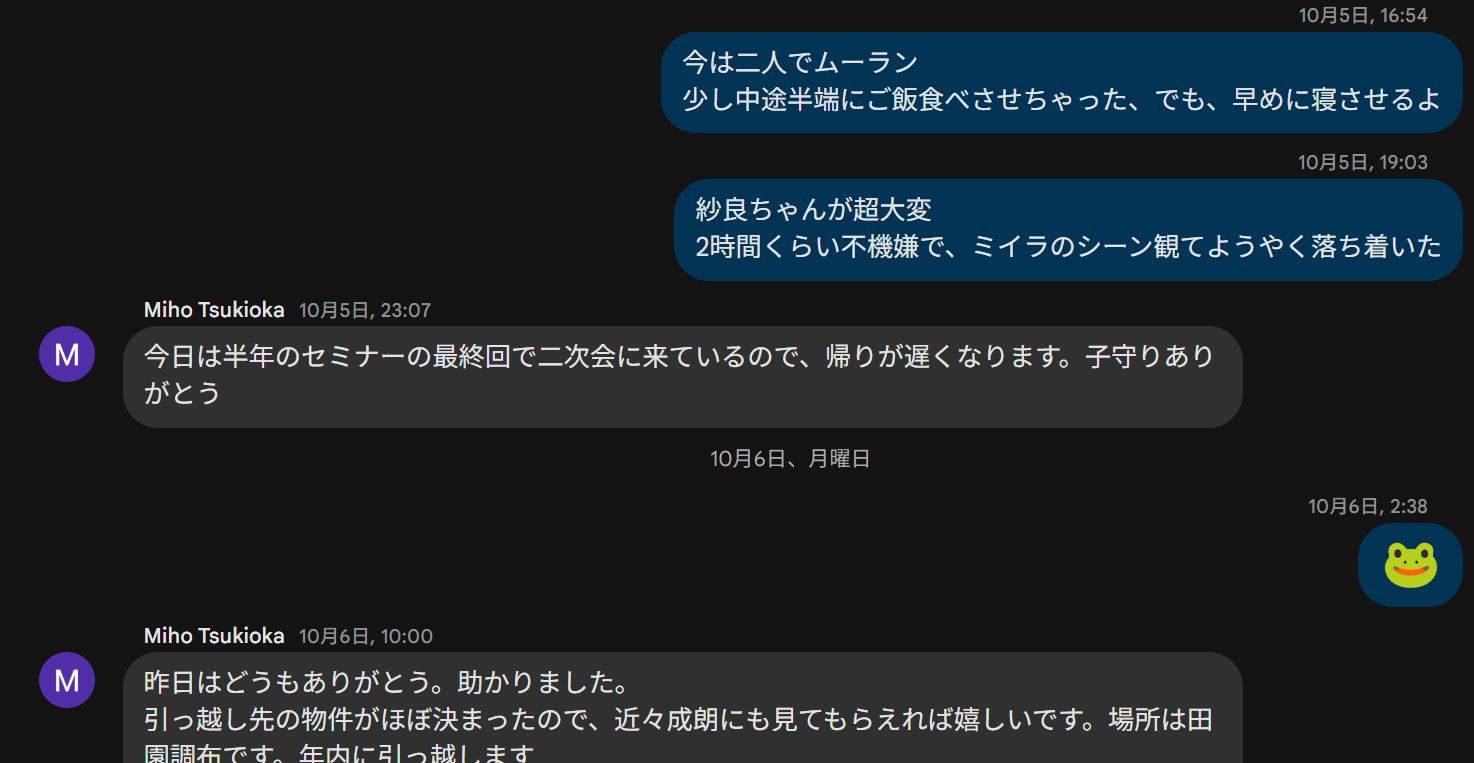 10月5日, 16:54
今は二人でムーラン
少し中途半端にご飯食べさせちゃった、でも、早めに寝させるよ
10月5日, 19:03
紗良ちゃんが超大変
2時間くらい不機嫌で、ミイラのシーン観てようやく落ち着いた
Miho Tsukioka 10月5日, 23:07
M
今日は半年のセミナーの最終回で二次会に来ているので、帰りが遅くなります。子守りあり
がとう
10月6日、月曜日
10月6日, 2:38
Miho Tsukioka 10月6日, 10:00
M
昨日はどうもありがとう。助かりました。
引っ越し先の物件がほぼ決まったので、近々成朗にも見てもらえれば嬉しいです。場所は田
園調布です。年内に引っ越します